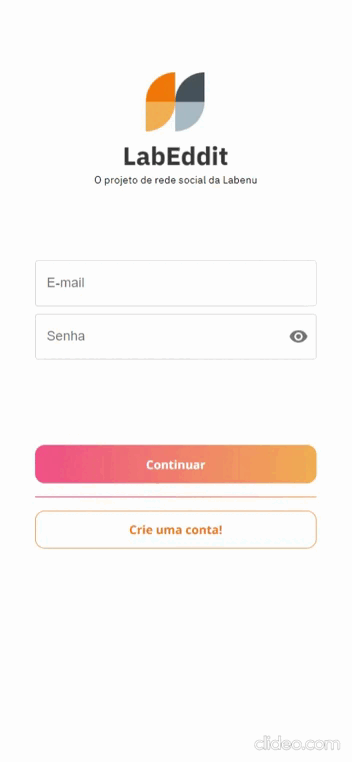 LabEddit
O projeto de rede social da Labenu
E-mail
Senha
Continuar
Crie uma conta!
clideo.com